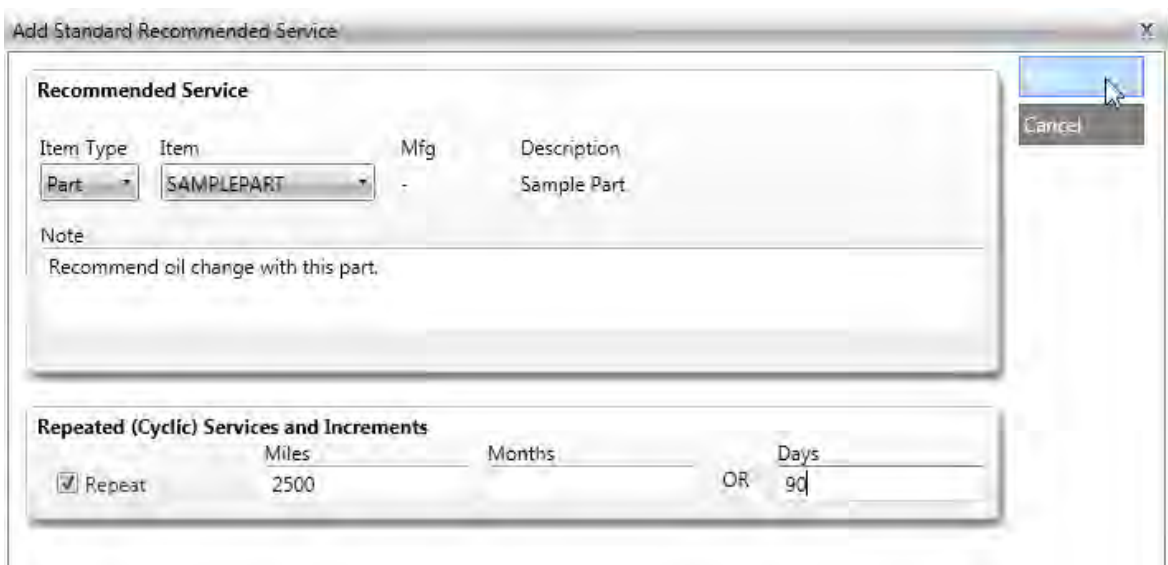 Add Standard Recommended Service
X
Recommended Service
Cancel
Item Type Item Mfg Description
Part SAMPLEPART - Sample Part
Note
Recommend oil change with this part.
Repeated (Cyclic) Services and Increments
Miles Months Days
Repeat 2500 OR 90